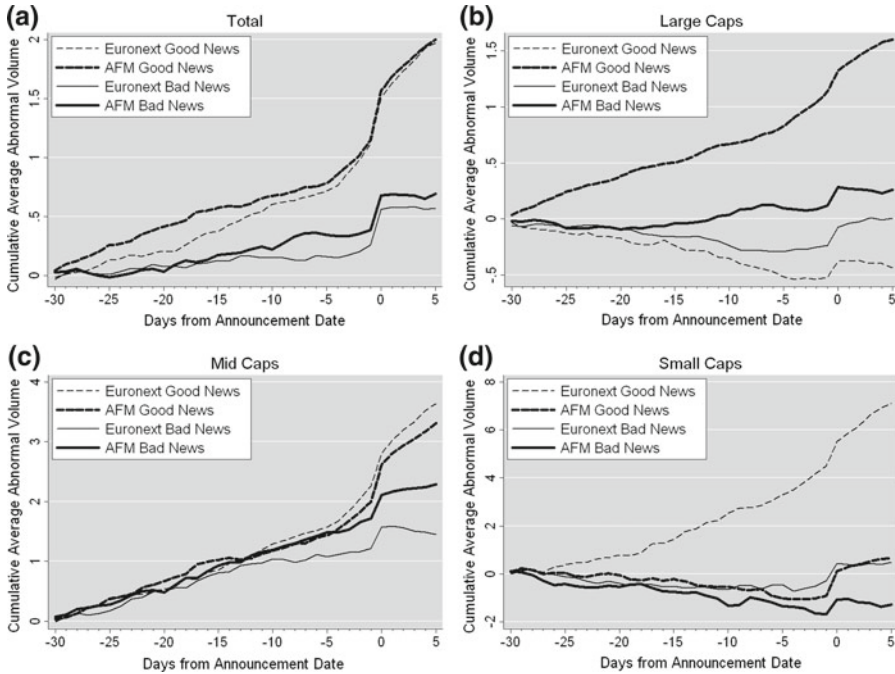 (a)
Total
Cumulative Average Abnormal Volume
2
1.5
1
.5
0
Euronext Good News
AFM Good News
Euronext Bad News
AFM Bad News
-30 -25 -20 -15 -10 -5 0 5
Days from Announcement Date
(b)
Large Caps
Cumulative Average Abnormal Volume
1.5
1
.5
0
-.5
Euronext Good News
AFM Good News
Euronext Bad News
AFM Bad News
-30 -25 -20 -15 -10 -5 0 5
Days from Announcement Date
(c)
Mid Caps
Cumulative Average Abnormal Volume
4
3
2
1
0
Euronext Good News
AFM Good News
Euronext Bad News
AFM Bad News
-30 -25 -20 -15 -10 -5 0 5
Days from Announcement Date
(d)
Small Caps
Cumulative Average Abnormal Volume
8
6
4
2
0
-2
Euronext Good News
AFM Good News
Euronext Bad News
AFM Bad News
-30 -25 -20 -15 -10 -5 0 5
Days from Announcement Date